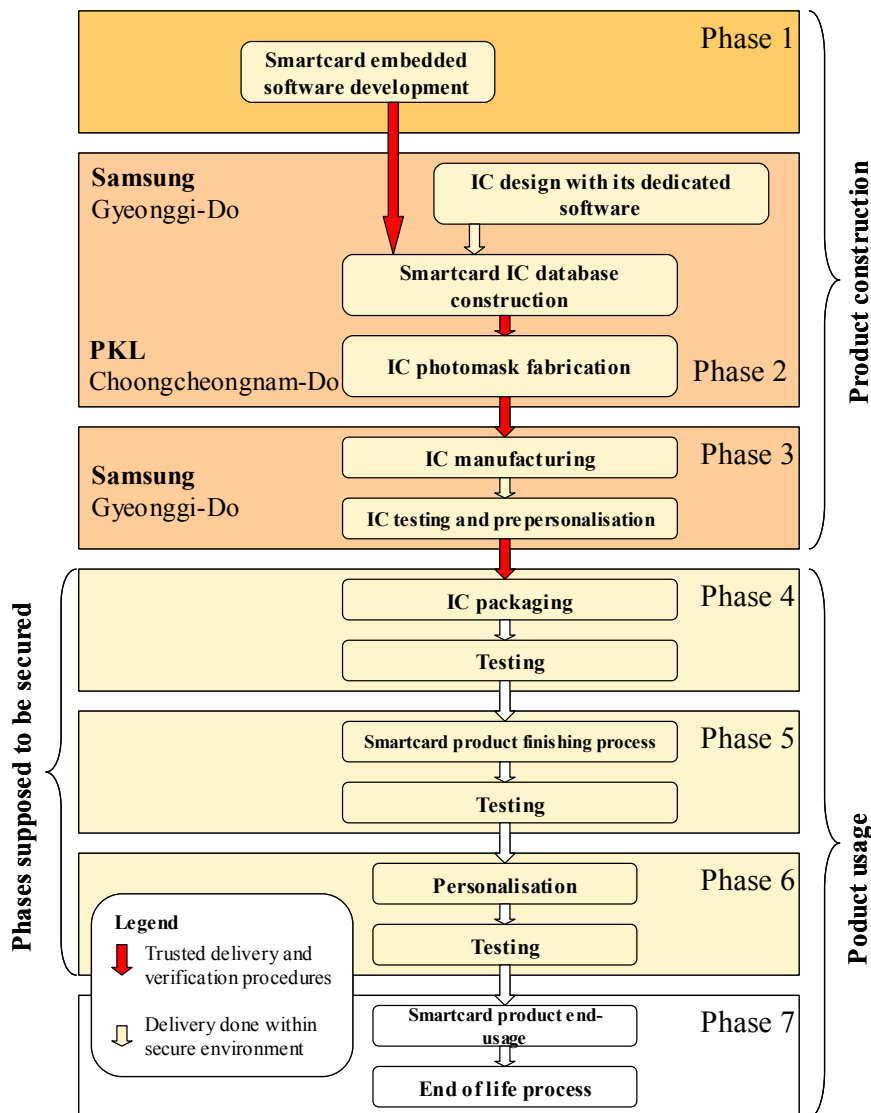 Phase 1
Smartcard embedded
software development
Samsung
Gyeonggi-Do
IC design with its dedicated
software
Smartcard IC database
construction
PKL
Choongcheongnam-Do
IC photomask fabrication
Phase 2
Product construction
IC manufacturing
Phase 3
Samsung
Gyeonggi-Do
IC testing and prepersonalisation
Phases supposed to be secured
IC packaging
Phase 4
Testing
Smartcard product finishing process
Phase 5
Testing
Personalisation
Phase 6
Testing
Poduct usage
Legend
Trusted delivery and
verification procedures
Delivery done within
secure environment
Smartcard product end-
usage
Phase 7
End of life process